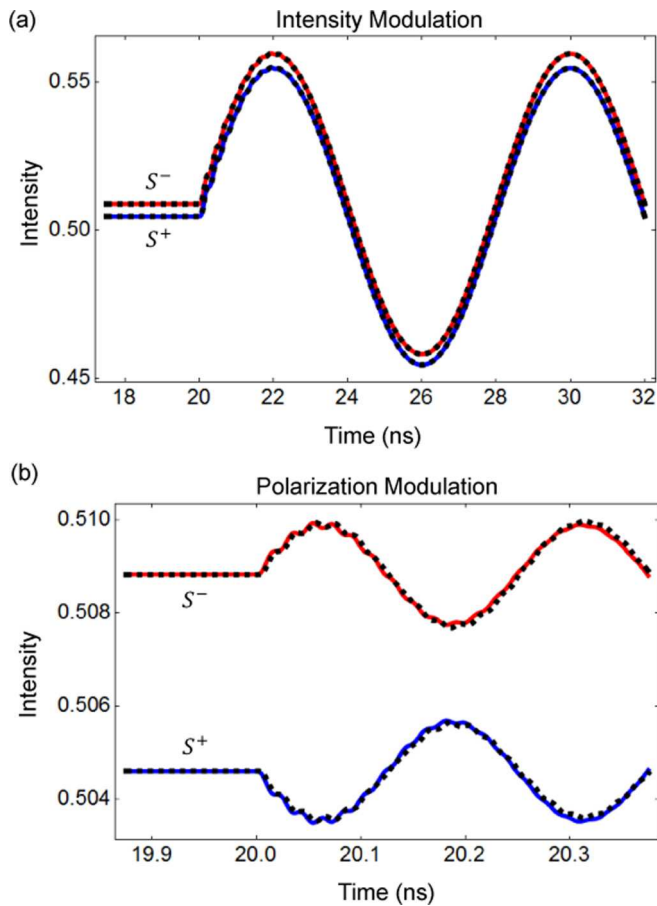 (a)
Intensity Modulation
0.55
0.50
0.45
Intensity
S⁻
S⁺
18 20 22 24 26 28 30 32
Time (ns)
(b)
Polarization Modulation
0.510
0.508
0.506
0.504
Intensity
S⁻
S⁺
19.9 20.0 20.1 20.2 20.3
Time (ns)